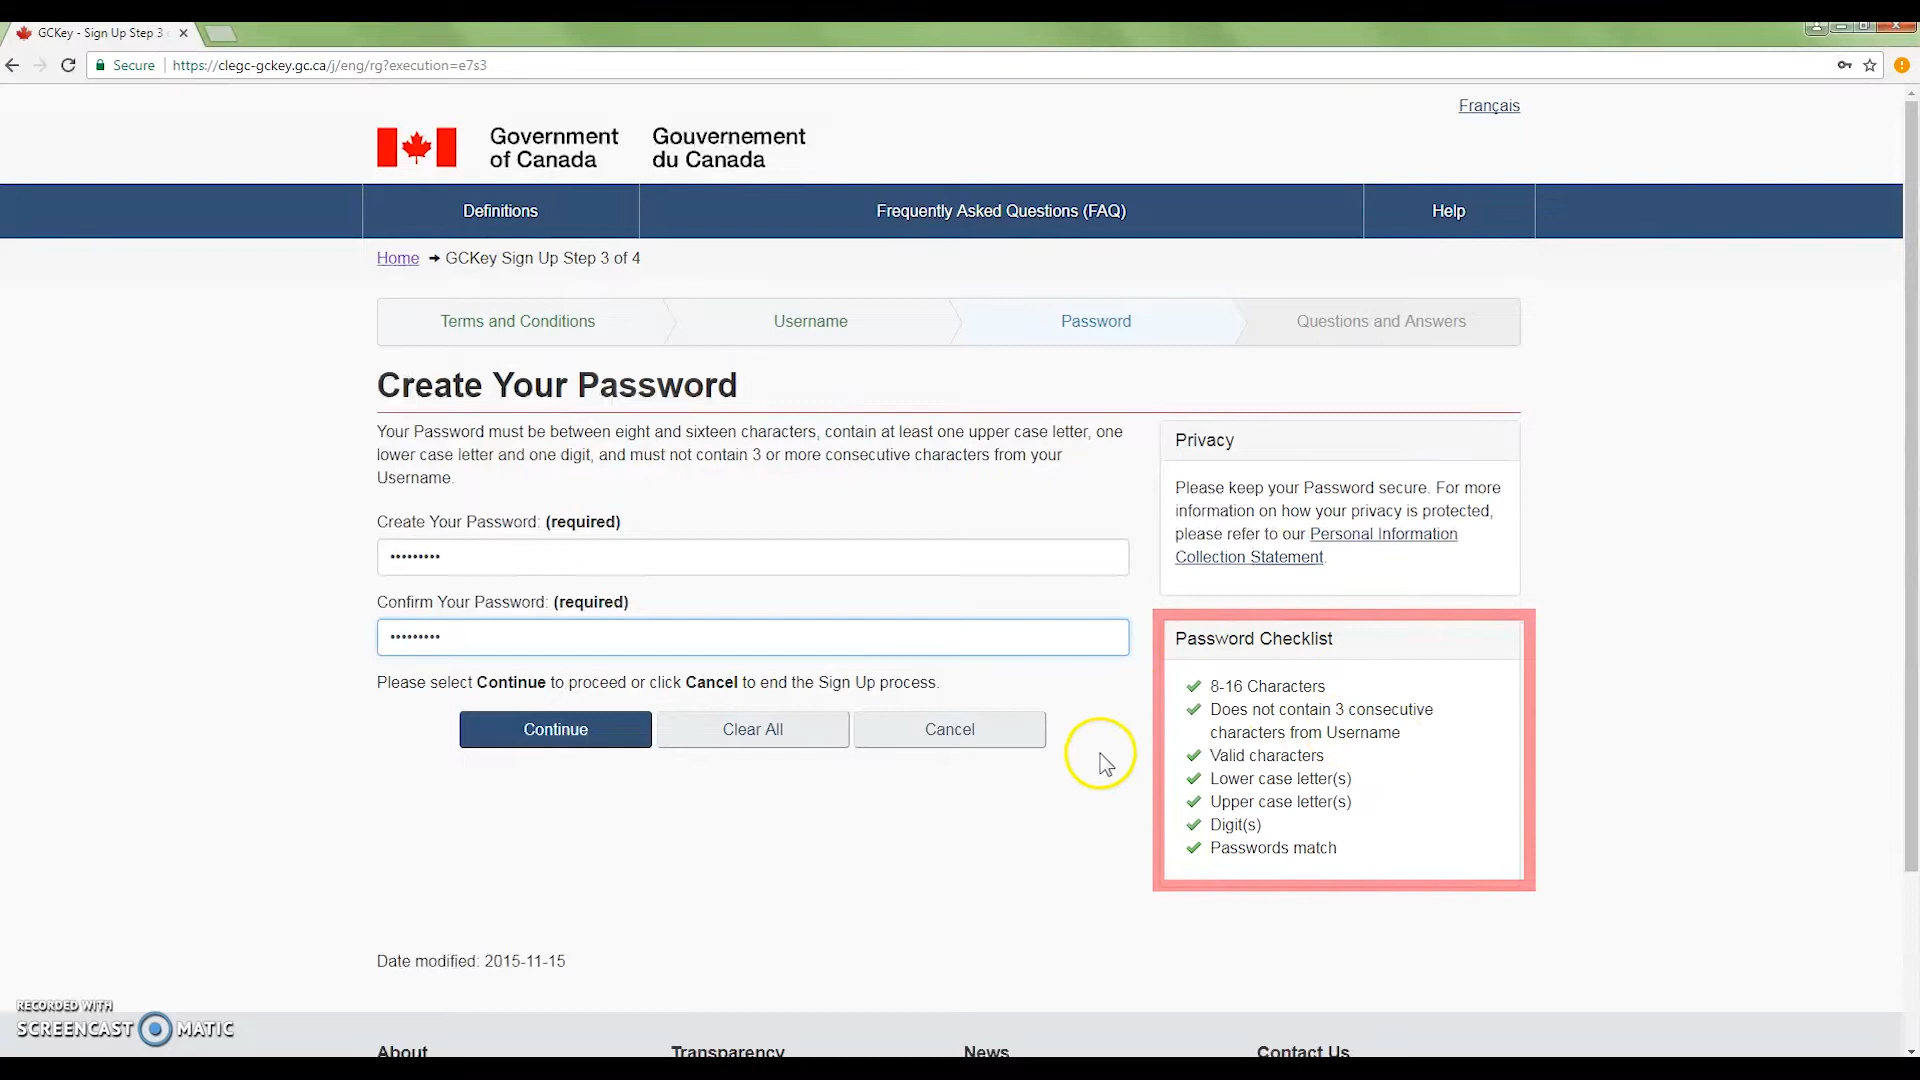 GCKey - Sign Up Step 3
Secure
https://clegc-gckey.gc.ca/j/eng/rg?execution=e7s3
Français
Government of Canada
Gouvernement du Canada
Definitions
Frequently Asked Questions (FAQ)
Help
Home → GCKey Sign Up Step 3 of 4
Terms and Conditions
Username
Password
Questions and Answers
Create Your Password
Your Password must be between eight and sixteen characters, contain at least one upper case letter, one
lower case letter and one digit, and must not contain 3 or more consecutive characters from your
Username.
Create Your Password: (required)
•••••••••
Confirm Your Password: (required)
•••••••••
Please select Continue to proceed or click Cancel to end the Sign Up process.
Continue
Clear All
Cancel
Privacy
Please keep your Password secure. For more
information on how your privacy is protected,
please refer to our Personal Information
Collection Statement.
Password Checklist
8-16 Characters
Does not contain 3 consecutive
characters from Username
Valid characters
Lower case letter(s)
Upper case letter(s)
Digit(s)
Passwords match
Date modified: 2015-11-15
RECORDED WITH
SCREENCAST MATIC
About
Transparency
News
Contact Us